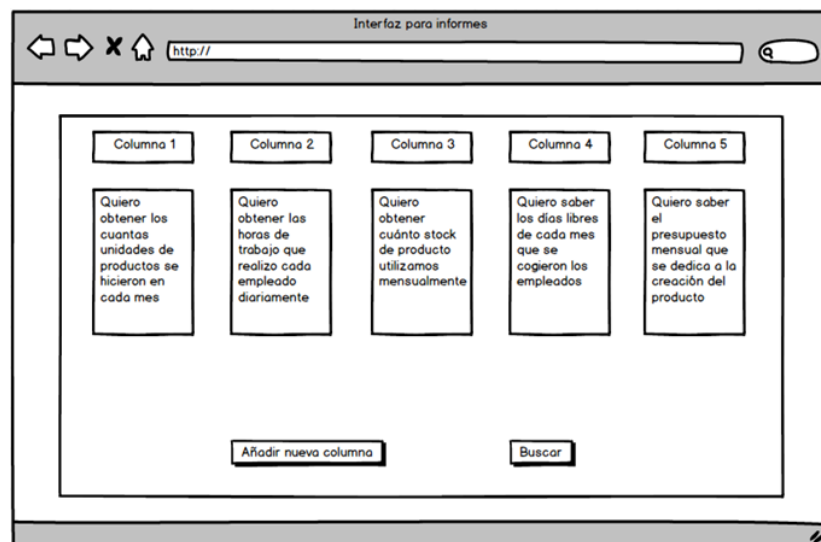 Interfaz para informes
http://
Columna 1
Columna 2
Columna 3
Columna 4
Columna 5
Quiero
obtener los
cuantas
unidades de
productos se
hicieron en
cada mes
Quiero
obtener las
horas de
trabajo que
realizo cada
empleado
diariamente
Quiero
obtener
cuánto stock
de producto
utilizamos
mensualmente
Quiero saber
los días libres
de cada mes
que se
cogieron los
empleados
Quiero saber
el
presupuesto
mensual que
se dedica a la
creación del
producto
Añadir nueva columna
Buscar